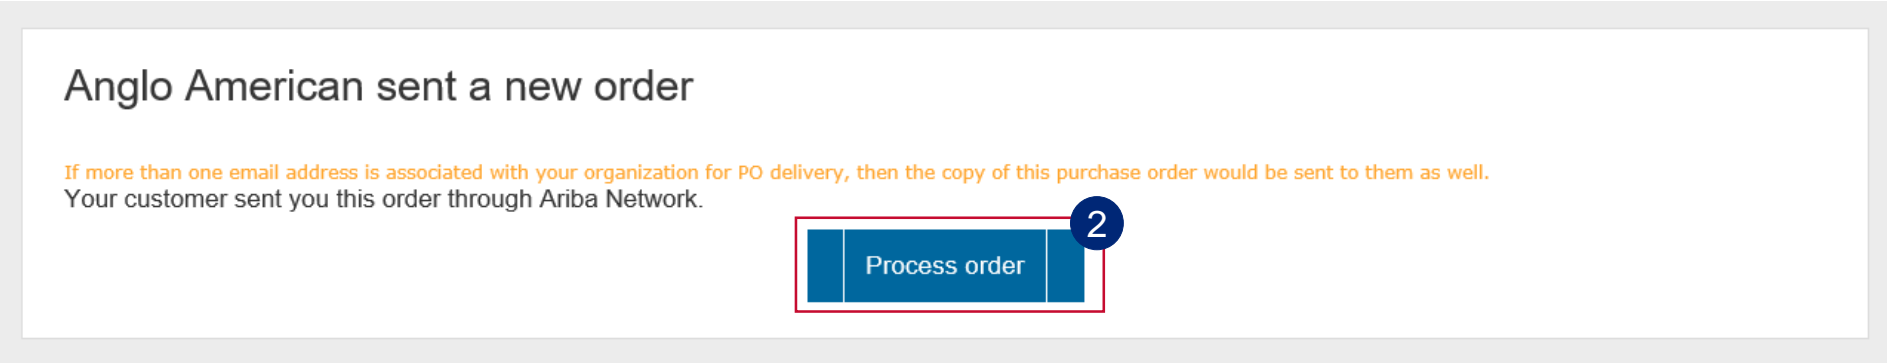 Anglo American sent a new order
If more than one email address is associated with your organization for PO delivery, then the copy of this purchase order would be sent to them as well.
Your customer sent you this order through Ariba Network.
2
Process order